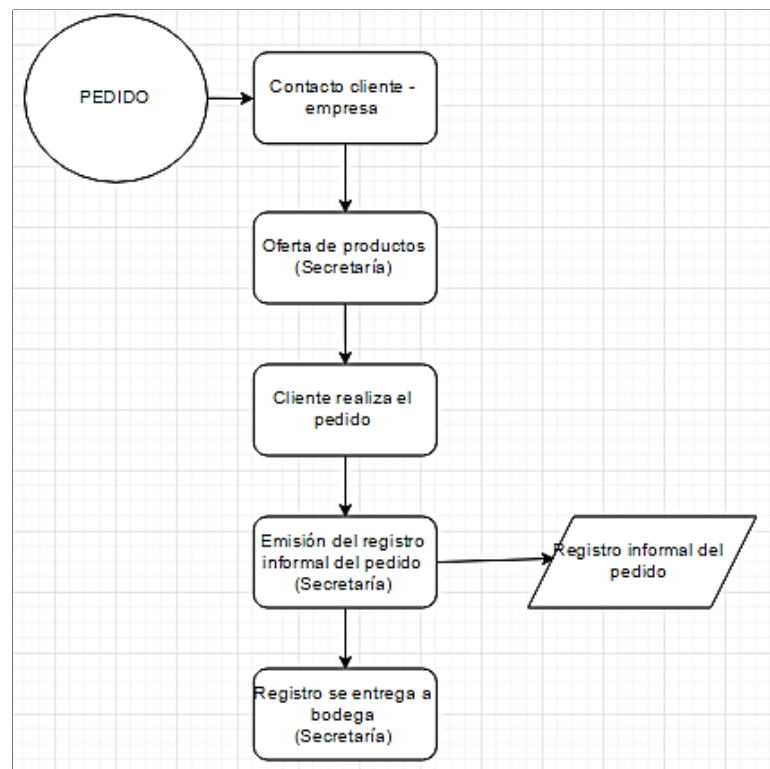 PEDIDO
Contacto cliente -
empresa
Oferta de productos
(Secretaría)
Cliente realiza el
pedido
Emisión del registro
informal del pedido
(Secretaría)
Registro informal del
pedido
Registro se entrega a
bodega
(Secretaría)